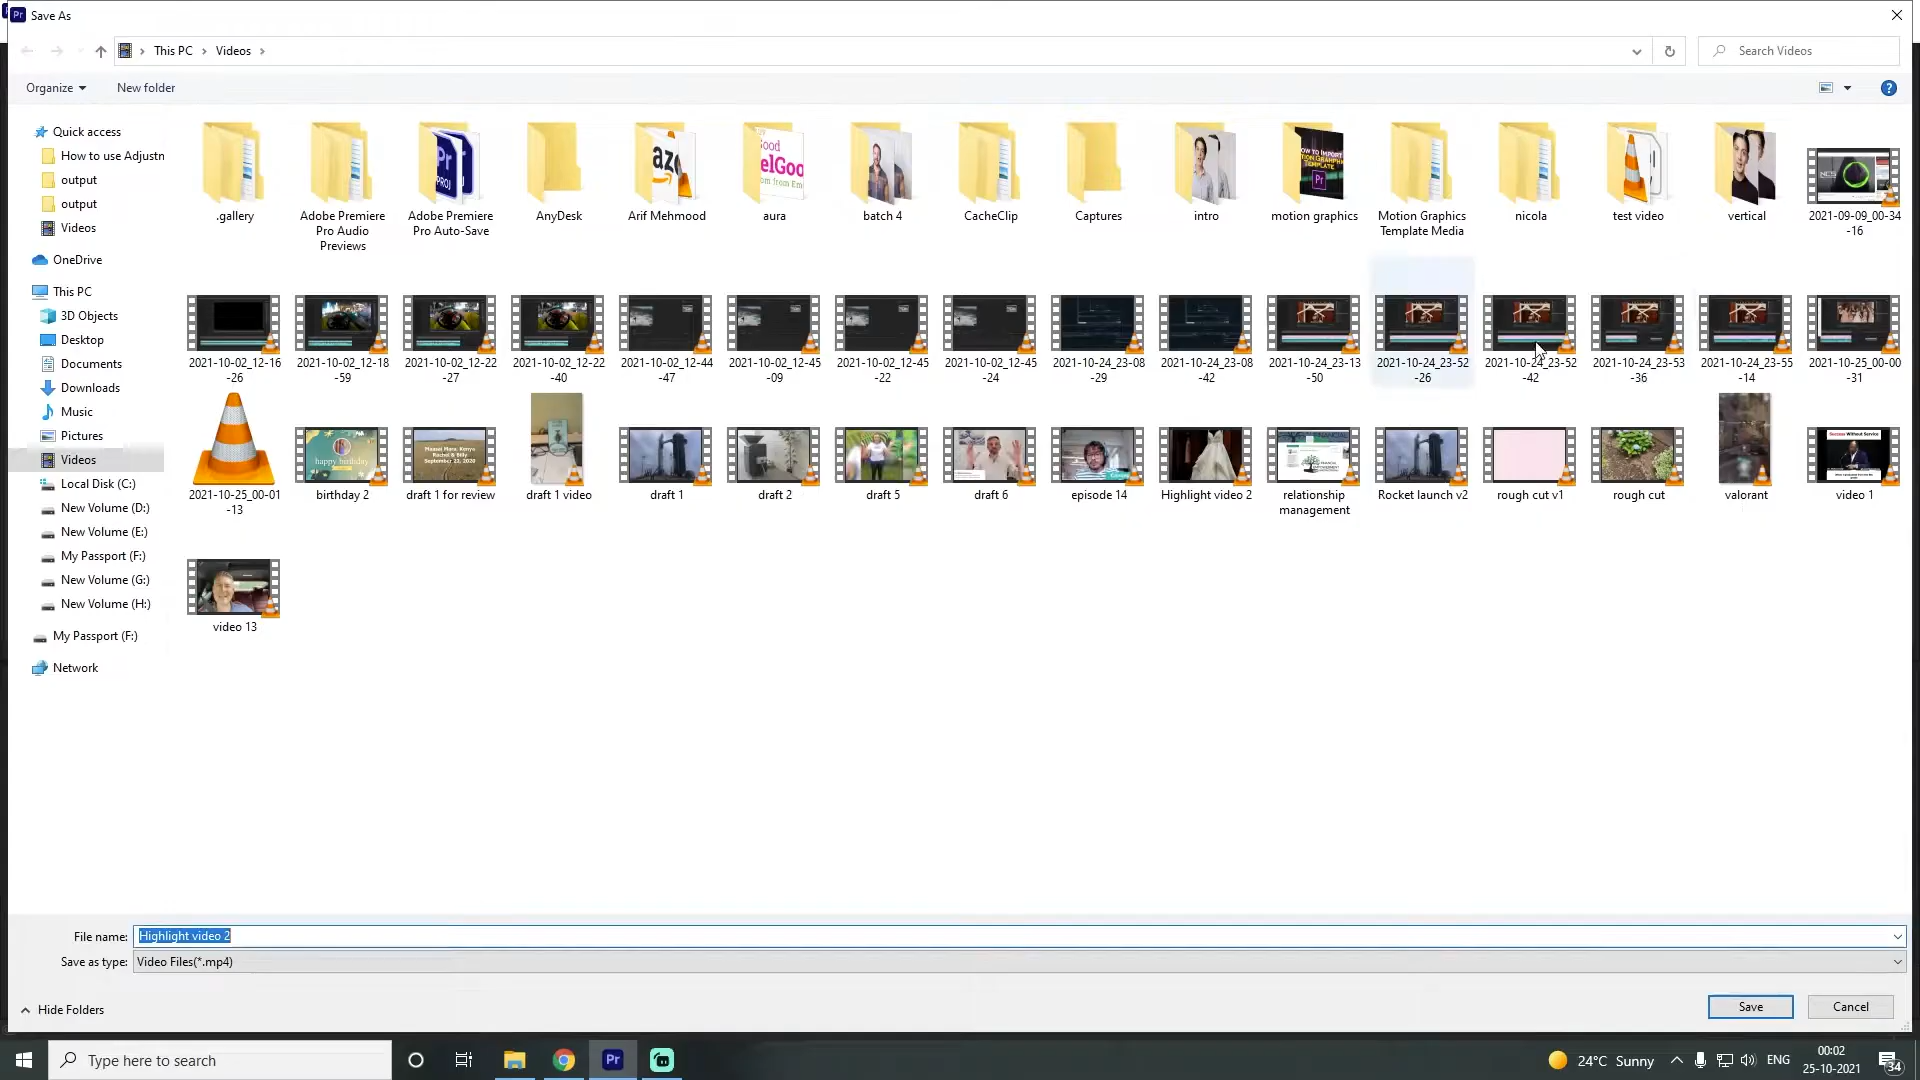 Pr Save As
This PC > Videos >
Search Videos
Organize
New folder
Quick access
How to use Adjustn
output
output
Videos
OneDrive
This PC
3D Objects
Desktop
Documents
Downloads
Music
Pictures
Videos
Local Disk (C:)
New Volume (D:)
New Volume (E:)
My Passport (F:)
New Volume (G:)
New Volume (H:)
My Passport (F:)
Network
.gallery
Adobe Premiere
Pro Audio
Previews
Adobe Premiere
Pro Auto-Save
AnyDesk
Arif Mehmood
aura
batch 4
CacheClip
Captures
intro
motion graphics
Motion Graphics
Template Media
nicola
test video
vertical
2021-09-09_00-34
-16
2021-10-02_12-16
-26
2021-10-02_12-18
-59
2021-10-02_12-22
-27
2021-10-02_12-22
-40
2021-10-02_12-44
-47
2021-10-02_12-45
-09
2021-10-02_12-45
-22
2021-10-02_12-45
-24
2021-10-24_23-08
-29
2021-10-24_23-08
-42
2021-10-24_23-13
-50
2021-10-24_23-52
-26
2021-10-24_23-52
-42
2021-10-24_23-53
-36
2021-10-24_23-55
-14
2021-10-25_00-00
-31
2021-10-25_00-01
-13
birthday 2
draft 1 for review
draft 1 video
draft 1
draft 2
draft 5
draft 6
episode 14
Highlight video 2
relationship
management
Rocket launch v2
rough cut v1
rough cut
valorant
video 1
video 13
File name: Highlight video 2
Save as type: Video Files(*.mp4)
Hide Folders
Save
Cancel
Type here to search
Pr
24°C Sunny
ENG
00:02
25-10-2021
34